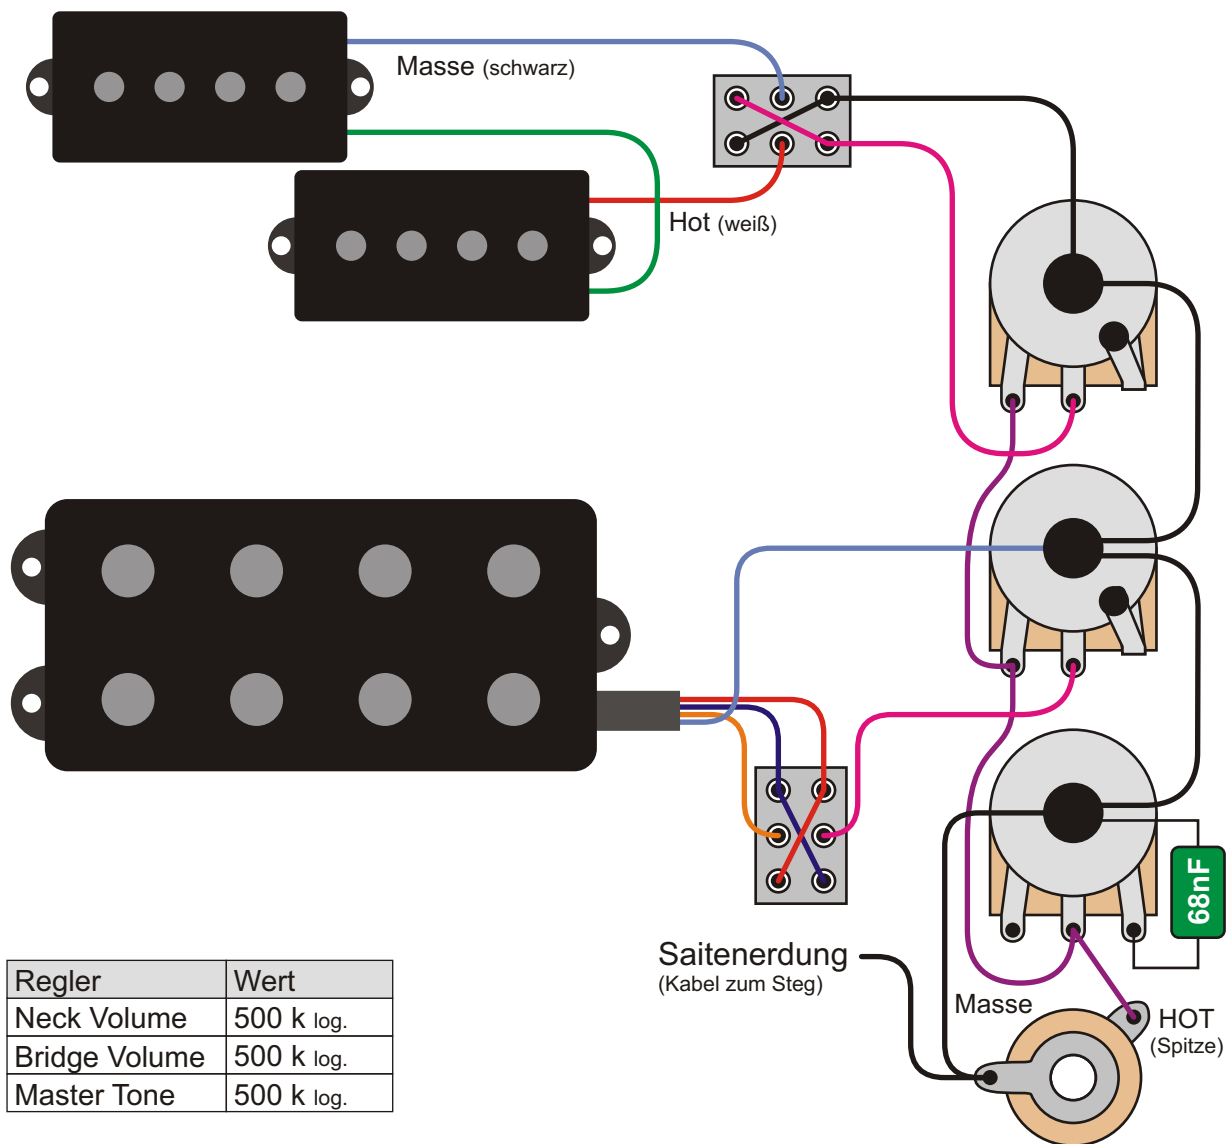 Masse (schwarz)
Hot (weiß)
68nF
Saitenerdung
(Kabel zum Steg)
Masse
HOT
(Spitze)
Regler Wert
Neck Volume 500 k log.
Bridge Volume 500 k log.
Master Tone 500 k log.